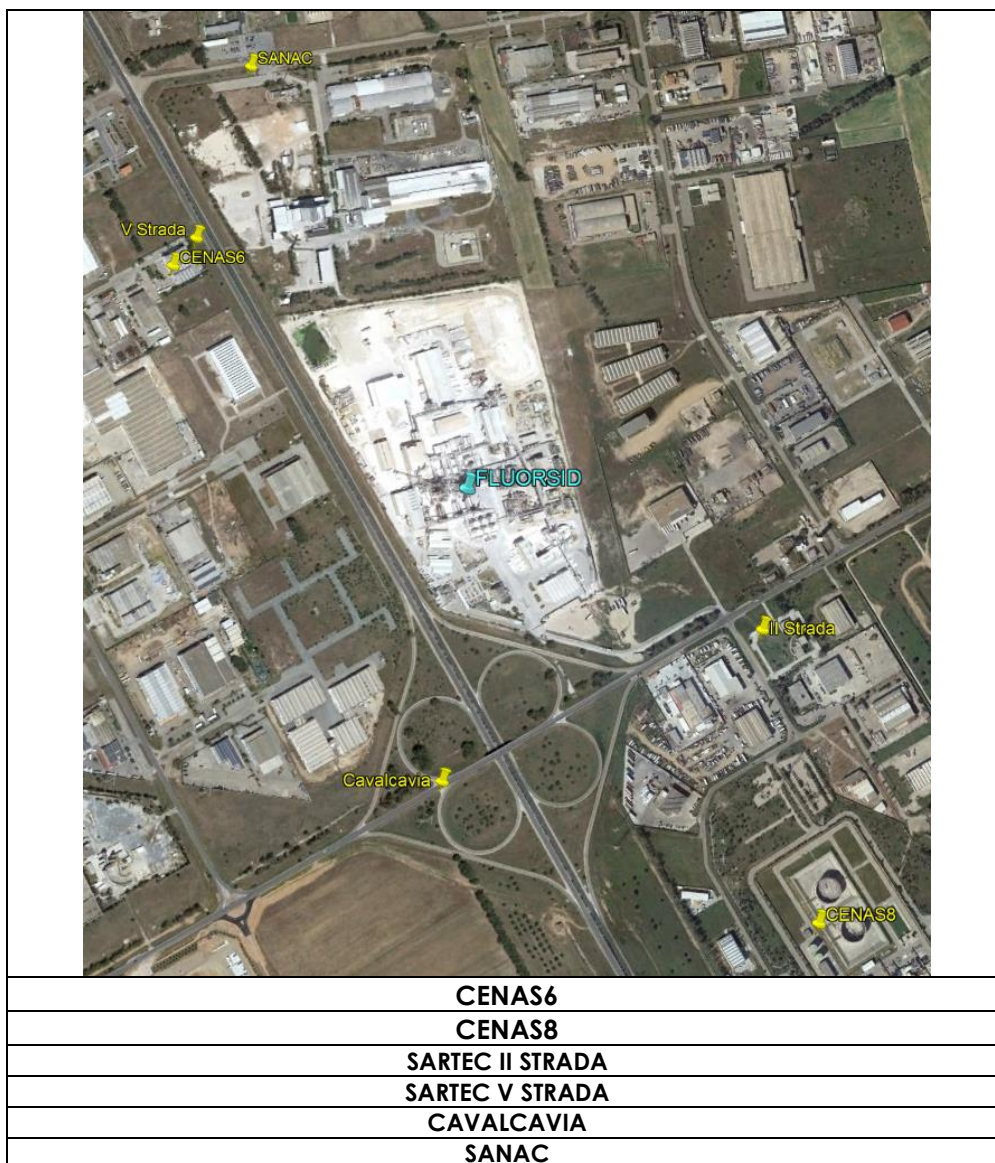 SANAC
V Strada
CENAS6
FLUORSID
II Strada
Cavalcavia
CENAS8
CENAS6
CENAS8
SARTEC II STRADA
SARTEC V STRADA
CAVALCAVIA
SANAC